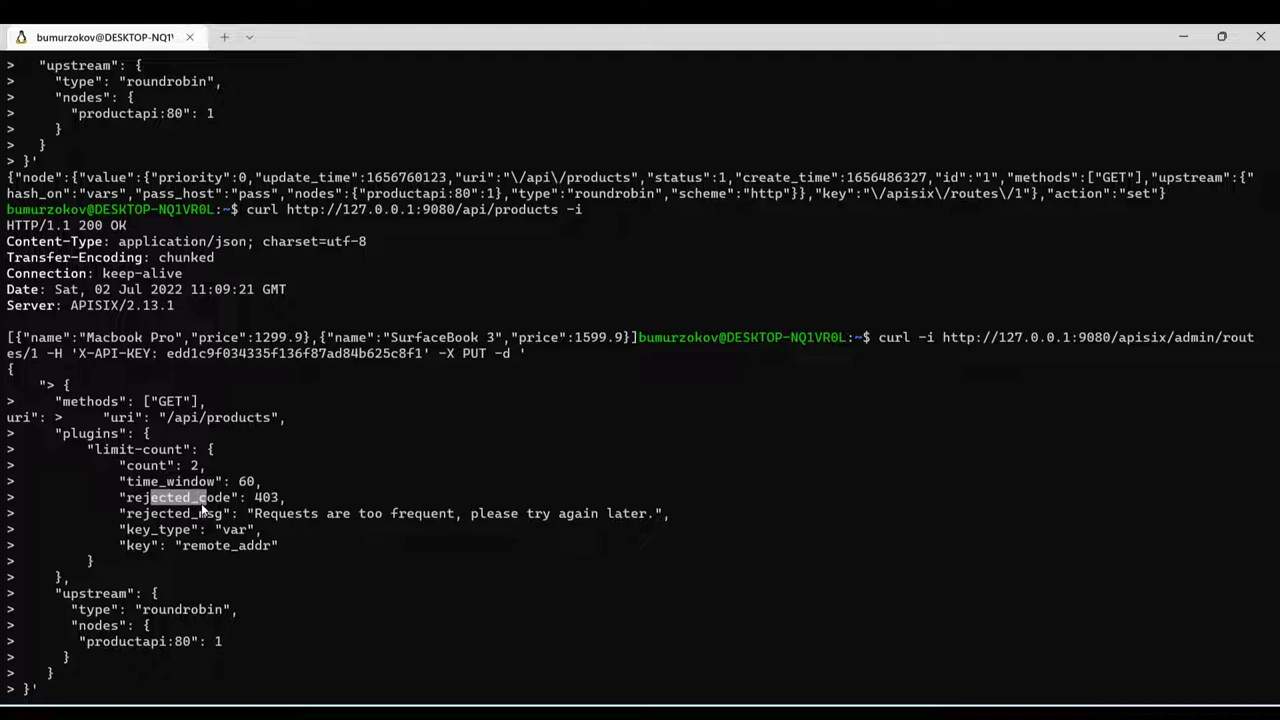 bumurzokov@DESKTOP-NQ1V
> "upstream": {
> "type": "roundrobin",
> "nodes": {
> "productapi:80": 1
> }
> }
> }'
{"node":{"value":{"priority":0,"update_time":1656760123,"uri":"\/api\/products","status":1,"create_time":1656486327,"id":"1","methods":["GET"],"upstream":{"
hash_on":"vars","pass_host":"pass","nodes":{"productapi:80":1},"type":"roundrobin","scheme":"http"}},"key":"\/apisix\/routes\/1"},"action":"set"}
bumurzokov@DESKTOP-NQ1VR0L:~$ curl http://127.0.0.1:9080/api/products -i
HTTP/1.1 200 OK
Content-Type: application/json; charset=utf-8
Transfer-Encoding: chunked
Connection: keep-alive
Date: Sat, 02 Jul 2022 11:09:21 GMT
Server: APISIX/2.13.1
[{"name":"Macbook Pro","price":1299.9},{"name":"SurfaceBook 3","price":1599.9}]bumurzokov@DESKTOP-NQ1VR0L:~$ curl -i http://127.0.0.1:9080/apisix/admin/rout
es/1 -H 'X-API-KEY: edd1c9f034335f136f87ad84b625c8f1' -X PUT -d '
{
"> {
> "methods": ["GET"],
uri": > "uri": "/api/products",
> "plugins": {
> "limit-count": {
> "count": 2,
> "time_window": 60,
> "rejected_code": 403,
> "rejected_msg": "Requests are too frequent, please try again later.",
> "key_type": "var",
> "key": "remote_addr"
> }
> },
> "upstream": {
> "type": "roundrobin",
> "nodes": {
> "productapi:80": 1
> }
> }
> }'